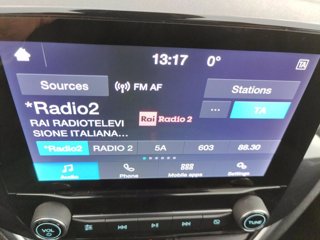 13:17
0°
TA
Sources
FM AF
Stations
*Radio2
RAI RADIOTELEVI
SIONE ITALIANA...
Rai Radio 2
...
TA
*Radio2
RADIO 2
5A
603
88.30
Audio
Phone
Mobile apps
Settings
VOL
TUNE